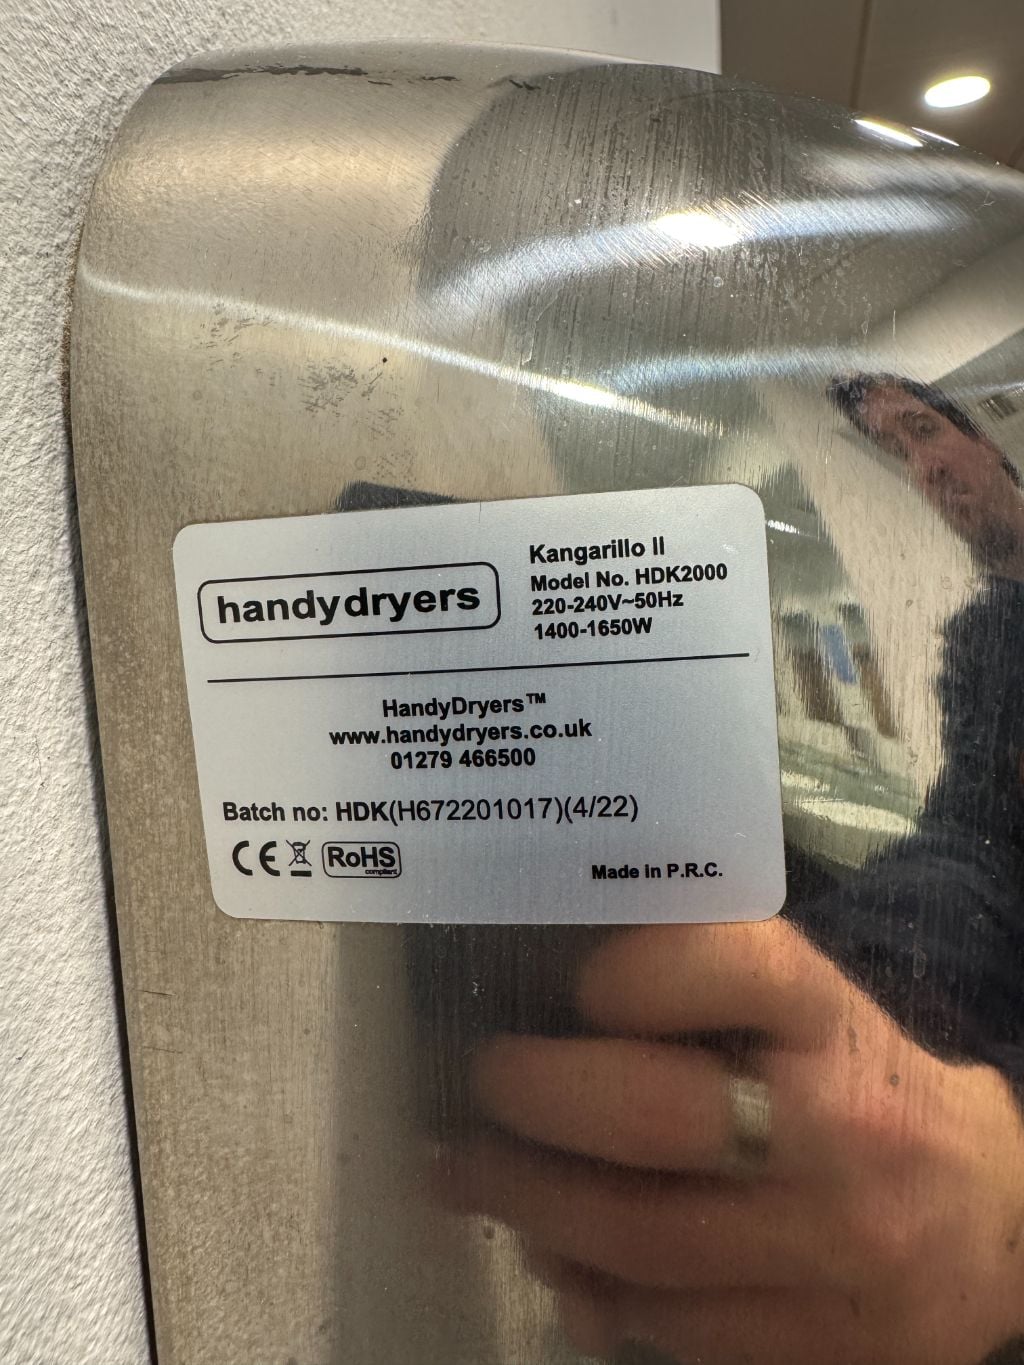 handydryers
Kangarillo II
Model No. HDK2000
220-240V~50Hz
1400-1650W
HandyDryers™
www.handydryers.co.uk
01279 466500
Batch no: HDK(H672201017)(4/22)
CE
RoHS
compliant
Made in P.R.C.